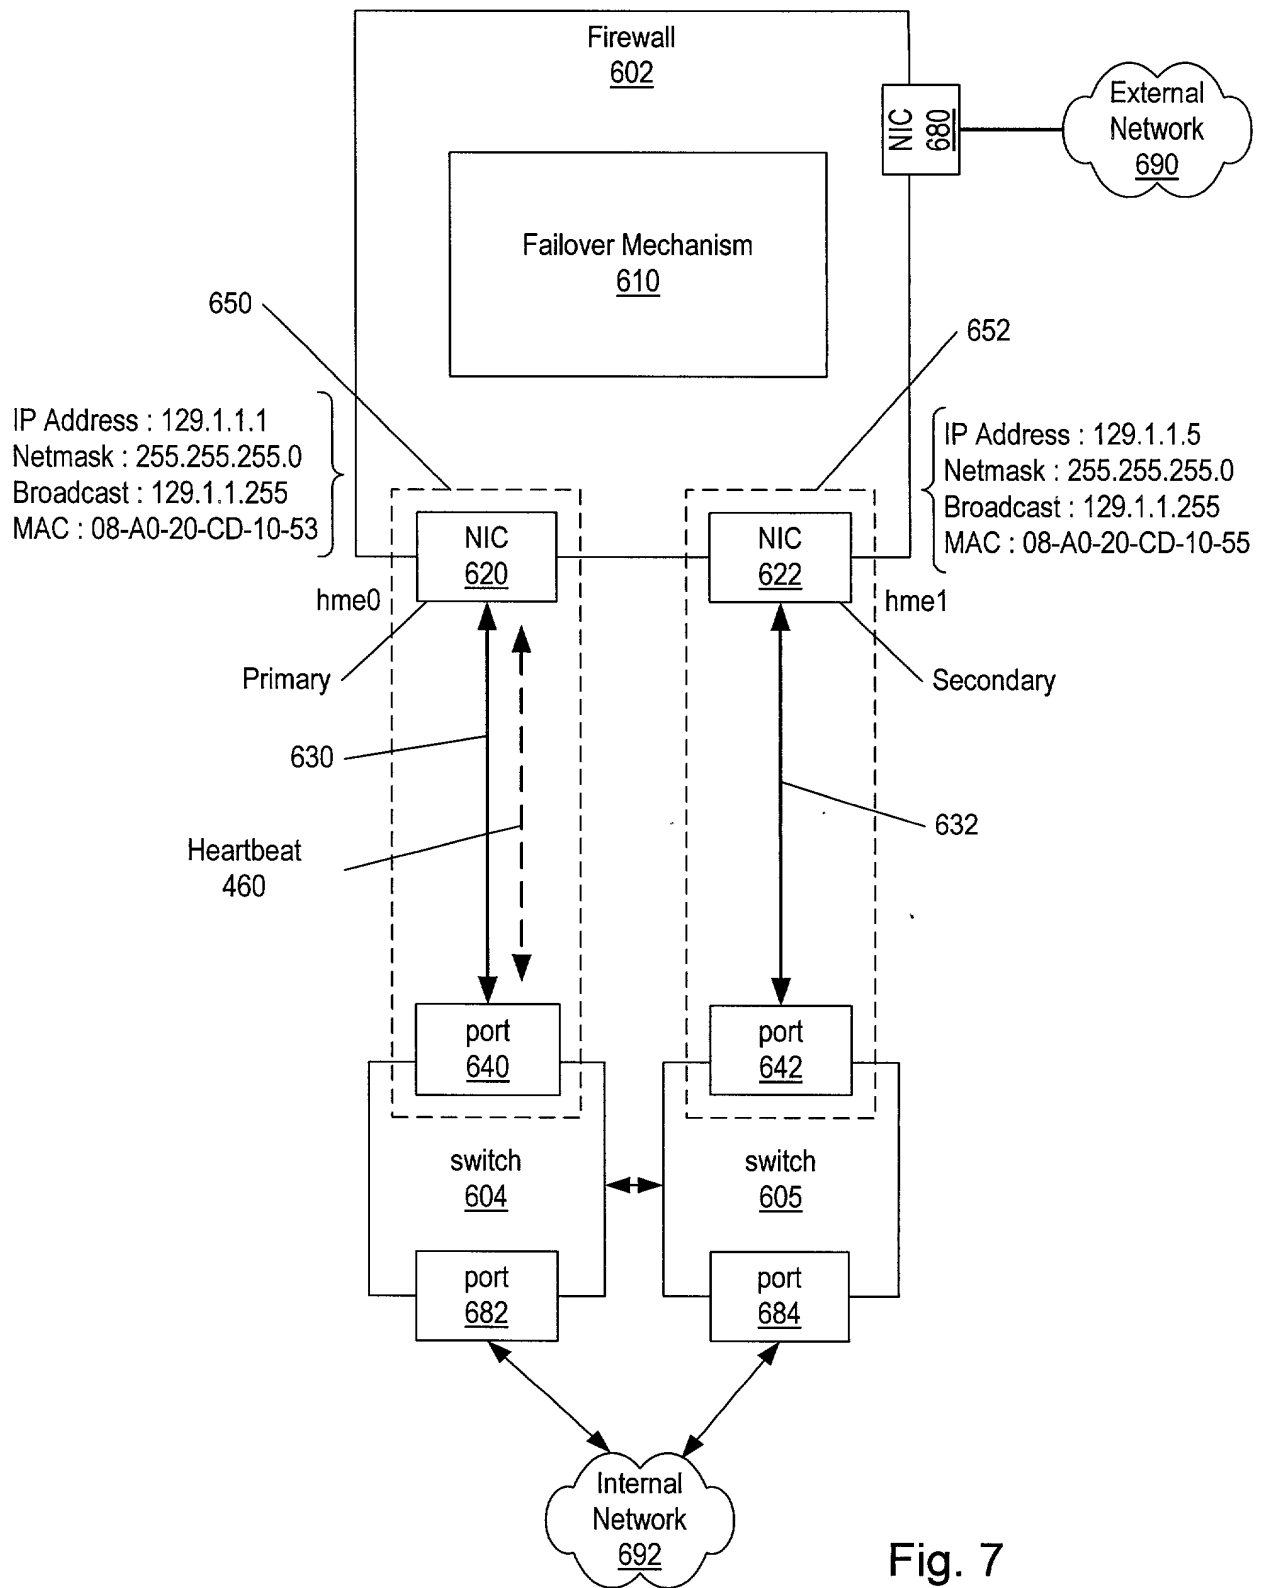 Firewall
602
External
Network
690
NIC
680
Failover Mechanism
610
650
652
IP Address : 129.1.1.1
Netmask : 255.255.255.0
Broadcast : 129.1.1.255
MAC : 08-A0-20-CD-10-53
IP Address : 129.1.1.5
Netmask : 255.255.255.0
Broadcast : 129.1.1.255
MAC : 08-A0-20-CD-10-55
NIC
620
NIC
622
hme0
hme1
Primary
Secondary
630
632
Heartbeat
460
port
640
port
642
switch
604
switch
605
port
682
port
684
Internal
Network
692
Fig. 7